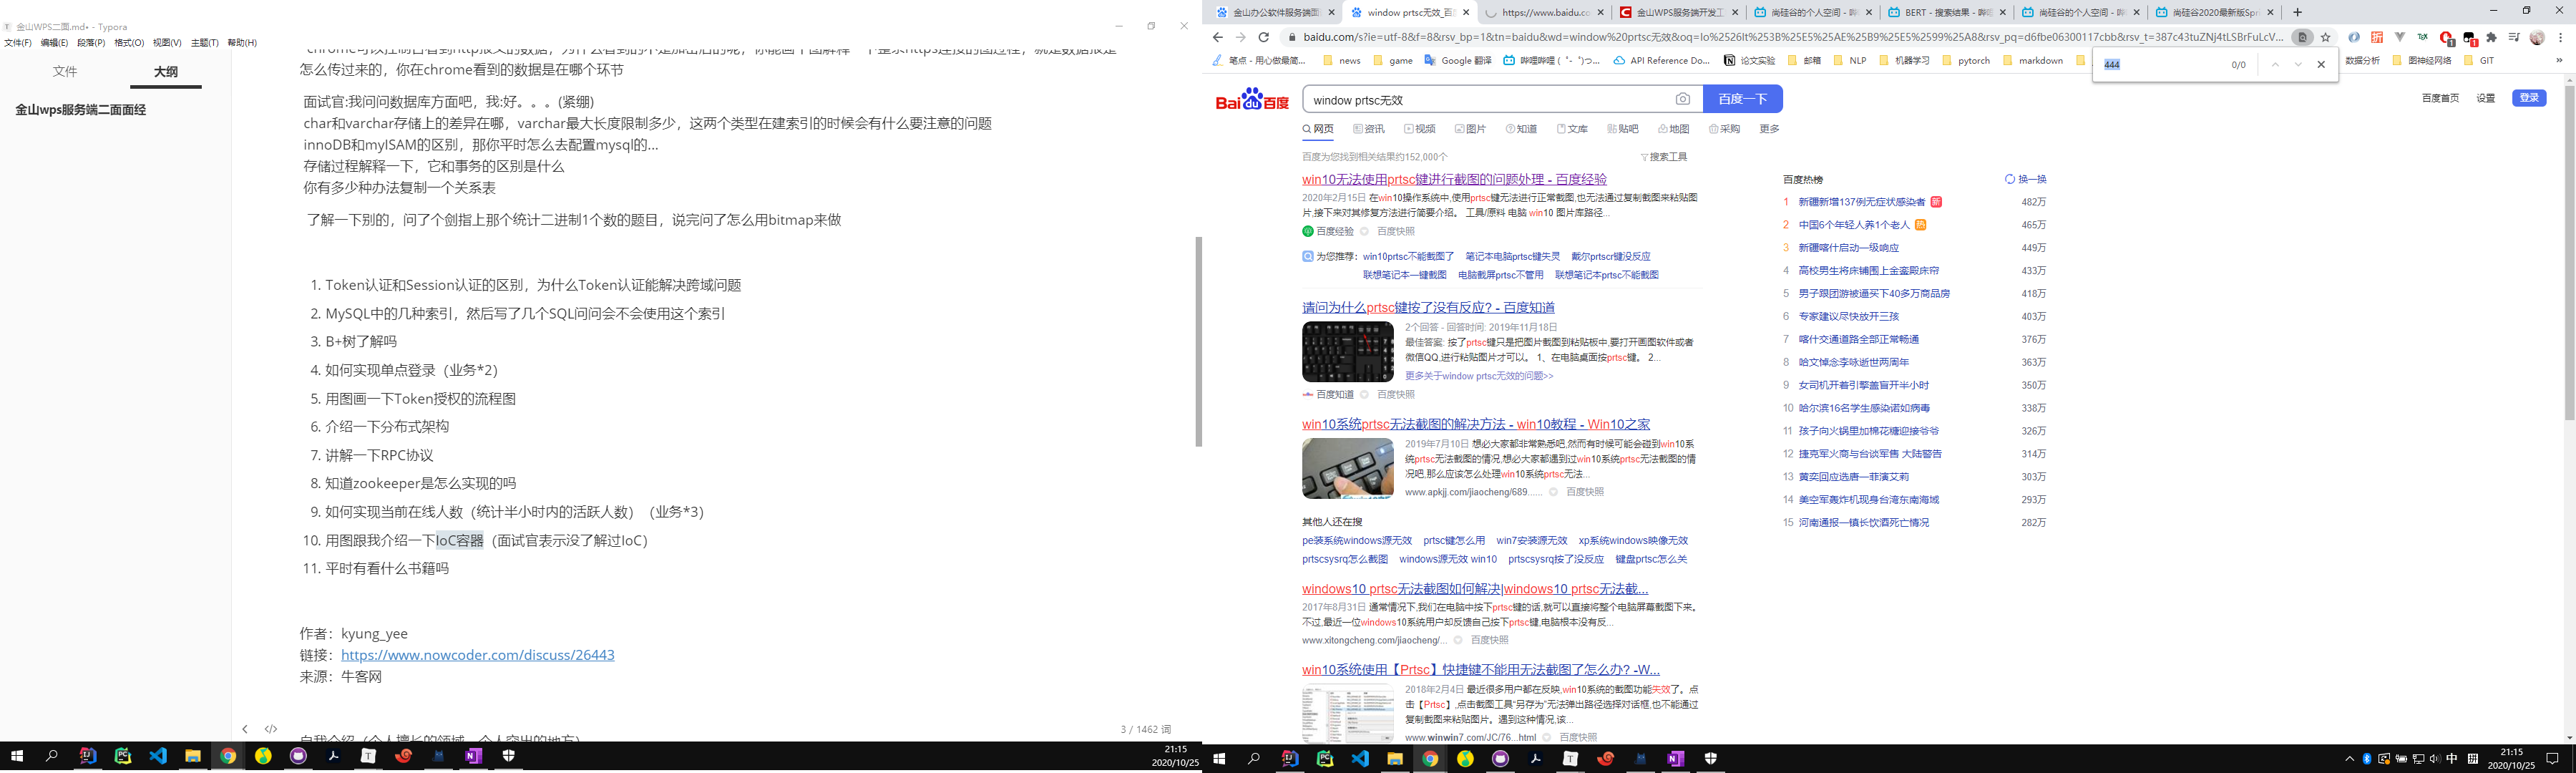 金山WPS二面.md• - Typora
文件(F) 编辑(E) 段落(P) 格式(O) 视图(V) 主题(T) 帮助(H)
文件 大纲
金山wps服务端二面面经
怎么传过来的，你在chrome看到的数据是在哪个环节
面试官:我问问数据库方面吧，我:好。。。(紧绷)
char和varchar存储上的差异在哪，varchar最大长度限制多少，这两个类型在建索引的时候会有什么要注意的问题
innoDB和myISAM的区别，那你平时怎么去配置mysql的...
存储过程解释一下，它和事务的区别是什么
你有多少种办法复制一个关系表
了解一下别的，问了个剑指上那个统计二进制1个数的题目，说完问了怎么用bitmap来做
1. Token认证和Session认证的区别，为什么Token认证能解决跨域问题
2. MySQL中的几种索引，然后写了几个SQL问问会不会使用这个索引
3. B+树了解吗
4. 如何实现单点登录（业务*2）
5. 用图画一下Token授权的流程图
6. 介绍一下分布式架构
7. 讲解一下RPC协议
8. 知道zookeeper是怎么实现的吗
9. 如何实现当前在线人数（统计半小时内的活跃人数）（业务*3）
10. 用图跟我介绍一下IoC容器（面试官表示没了解过IoC）
11. 平时有看什么书籍吗
作者：kyung_yee
链接：https://www.nowcoder.com/discuss/26443
来源：牛客网
自我介绍（个人擅长的领域，个人突出的地方）
3 / 1462 词
21:15
2020/10/25
金山办公软件服务端面
window prtsc无效_百度
https://www.baidu.co
金山WPS服务端开发工
尚硅谷的个人空间 - 哔
BERT - 搜索结果 - 哔哩
尚硅谷的个人空间 - 哔
尚硅谷2020最新版Spri
baidu.com/s?ie=utf-8&f=8&rsv_bp=1&tn=baidu&wd=window%20prtsc无效&oq=Io%2526lt%253B%25E5%25AE%25B9%25E5%2599%25A8&rsv_pq=d6fbe06300117cbb&rsv_t=387c43tuZNJ4tLSBrFuLcV...
笔点 - 用心做最简... news game Google 翻译 哔哩哔哩 (゜-゜)つ... API Reference Do... 论文实验 邮箱 NLP 机器学习 pytorch markdown 数据分析 图神经网络 GIT
444 0/0
Bai du 百度
window prtsc无效
百度一下
百度首页 设置 登录
网页 资讯 视频 图片 知道 文库 贴吧 地图 采购 更多
百度为您找到相关结果约152,000个 搜索工具
win10无法使用prtsc键进行截图的问题处理 - 百度经验
2020年2月15日 在win10操作系统中,使用prtsc键无法进行正常截图,也无法通过复制截图来粘贴图
片,接下来对其修复方法进行简要介绍。 工具/原料 电脑 win10 图片库路径...
百度经验 百度快照
为您推荐: win10prtsc不能截图了 笔记本电脑prtsc键失灵 戴尔prtscr键没反应
联想笔记本一键截图 电脑截屏prtsc不管用 联想笔记本prtsc不能截图
请问为什么prtsc键按了没有反应? - 百度知道
2个回答 - 回答时间: 2019年11月18日
最佳答案: 按了prtsc键只是把图片截图到粘贴板中,要打开画图软件或者
微信QQ,进行粘贴图片才可以。 1、在电脑桌面按prtsc键。 2...
更多关于window prtsc无效的问题>>
百度知道 百度快照
win10系统prtsc无法截图的解决方法 - win10教程 - Win10之家
2019年7月10日 想必大家都非常熟悉吧,然而有时候可能会碰到win10系
统prtsc无法截图的情况,想必大家都遇到过win10系统prtsc无法截图的情
况吧,那么应该怎么处理win10系统prtsc无法...
www.apkjj.com/jiaocheng/689...... 百度快照
其他人还在搜
pe装系统windows源无效 prtsc键怎么用 win7安装源无效 xp系统windows映像无效
prtscsysrq怎么截图 windows源无效 win10 prtscsysrq按了没反应 键盘prtsc怎么关
windows10 prtsc无法截图如何解决|windows10 prtsc无法截...
2017年8月31日 通常情况下,我们在电脑中按下prtsc键的话,就可以直接将整个电脑屏幕截图下来。
不过,最近一位windows10系统用户却反馈自己按下prtsc键,电脑根本没有反...
www.xitongcheng.com/jiaocheng/... 百度快照
win10系统使用【Prtsc】快捷键不能用无法截图了怎么办? -W...
2018年2月4日 最近很多用户都在反映,win10系统的截图功能失效了。点
击【Prtsc】,点击截图工具“另存为”无法弹出路径选择对话框,也不能通过
复制截图来粘贴图片。遇到这种情况,该...
www.winwin7.com/JC/76...html 百度快照
百度热榜 换一换
1 新疆新增137例无症状感染者 新 482万
2 中国6个年轻人养1个老人 热 465万
3 新疆喀什启动一级响应 449万
4 高校男生将床铺围上金銮殿床帘 433万
5 男子跟团游被逼买下40多万商品房 418万
6 专家建议尽快放开三孩 403万
7 喀什交通道路全部正常畅通 376万
8 哈文悼念李咏逝世两周年 363万
9 女司机开着引擎盖盲开半小时 350万
10 哈尔滨16名学生感染诺如病毒 338万
11 孩子向火锅里加棉花糖迎接爷爷 326万
12 捷克军火商与台谈军售 大陆警告 314万
13 黄奕回应选唐一菲演艾莉 303万
14 美空军轰炸机现身台湾东南海域 293万
15 河南通报一镇长饮酒死亡情况 282万
中
21:15
2020/10/25